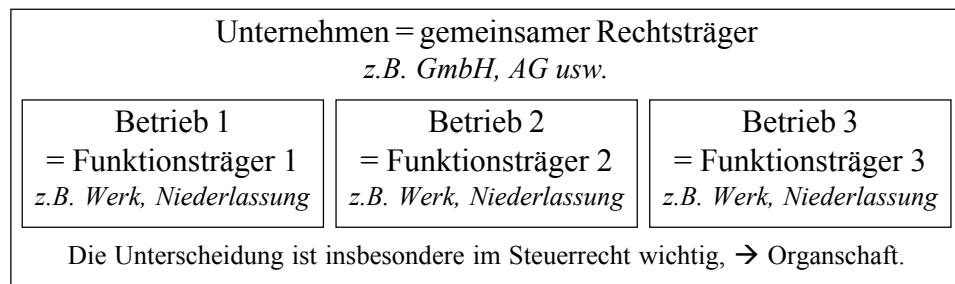 Unternehmen = gemeinsamer Rechtsträger
z.B. GmbH, AG usw.
Betrieb 1
= Funktionsträger 1
z.B. Werk, Niederlassung
Betrieb 2
= Funktionsträger 2
z.B. Werk, Niederlassung
Betrieb 3
= Funktionsträger 3
z.B. Werk, Niederlassung
Die Unterscheidung ist insbesondere im Steuerrecht wichtig, → Organschaft.